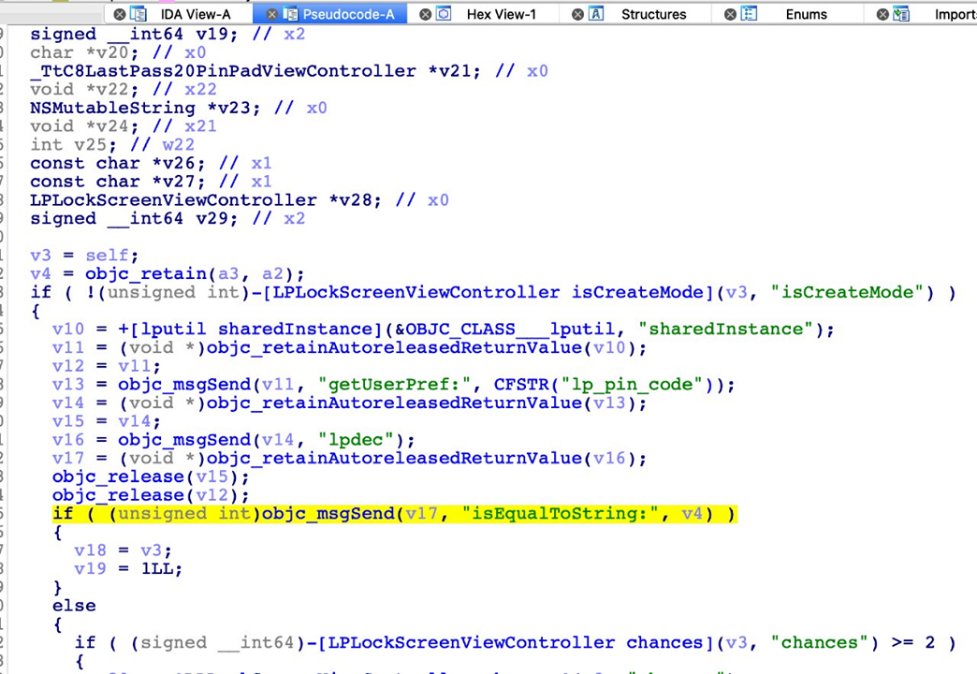 IDA View-A Pseudocode-A Hex View-1 Structures Enums Import
signed __int64 v19; // x2
char *v20; // x0
_TtC8LastPass20PinPadViewController *v21; // x0
void *v22; // x22
NSMutableString *v23; // x0
void *v24; // x21
int v25; // w22
const char *v26; // x1
const char *v27; // x1
LPLockScreenViewController *v28; // x0
signed __int64 v29; // x2
v3 = self;
v4 = objc_retain(a3, a2);
if ( !(unsigned int)-[LPLockScreenViewController isCreateMode](v3, "isCreateMode") )
{
v10 = +[lputil sharedInstance](&OBJC_CLASS___lputil, "sharedInstance");
v11 = (void *)objc_retainAutoreleasedReturnValue(v10);
v12 = v11;
v13 = objc_msgSend(v11, "getUserPref:", CFSTR("lp_pin_code"));
v14 = (void *)objc_retainAutoreleasedReturnValue(v13);
v15 = v14;
v16 = objc_msgSend(v14, "lpdec");
v17 = (void *)objc_retainAutoreleasedReturnValue(v16);
objc_release(v15);
objc_release(v12);
if ( (unsigned int)objc_msgSend(v17, "isEqualToString:", v4) )
{
v18 = v3;
v19 = 1LL;
}
else
{
if ( (signed __int64)-[LPLockScreenViewController chances](v3, "chances") >= 2 )
{